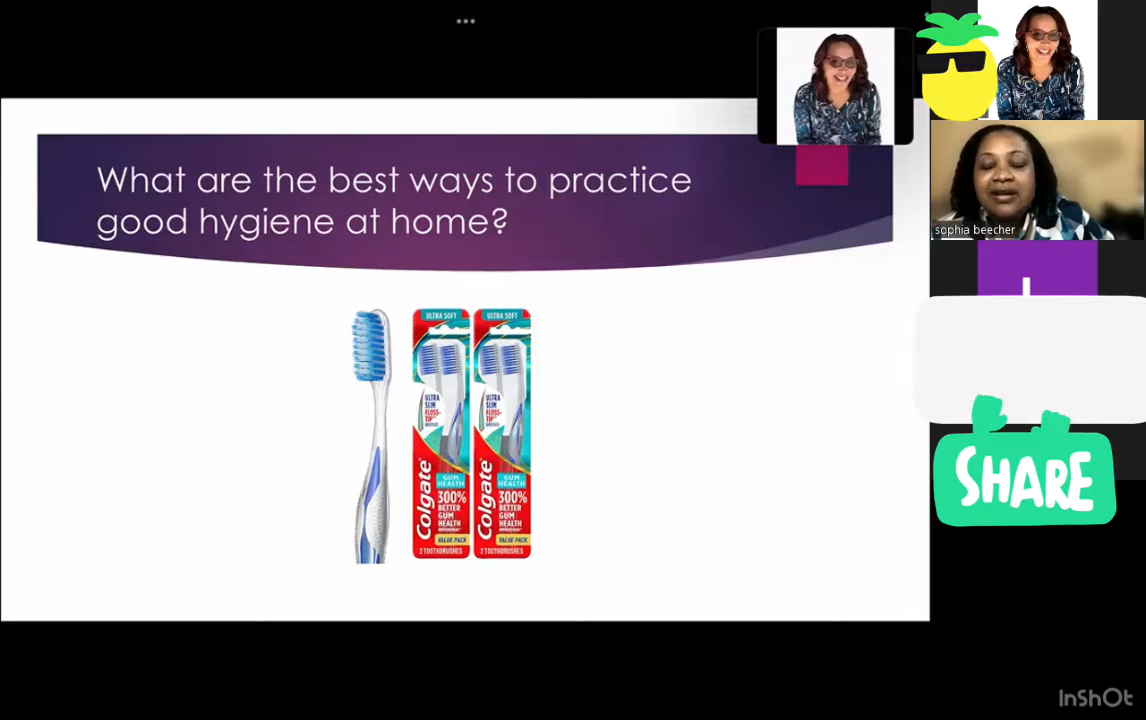 What are the best ways to practice
good hygiene at home?
sophia beecher
SHARE
ULTRA SOFT
ULTRA
SLIM
FLOSS-
TIP
Colgate
GUM
HEALTH
300%
BETTER
GUM
HEALTH
VALUE PACK
2 TOOTHBRUSHES
ULTRA SOFT
ULTRA
SLIM
FLOSS-
TIP
Colgate
GUM
HEALTH
300%
BETTER
GUM
HEALTH
VALUE PACK
2 TOOTHBRUSHES
InShOt